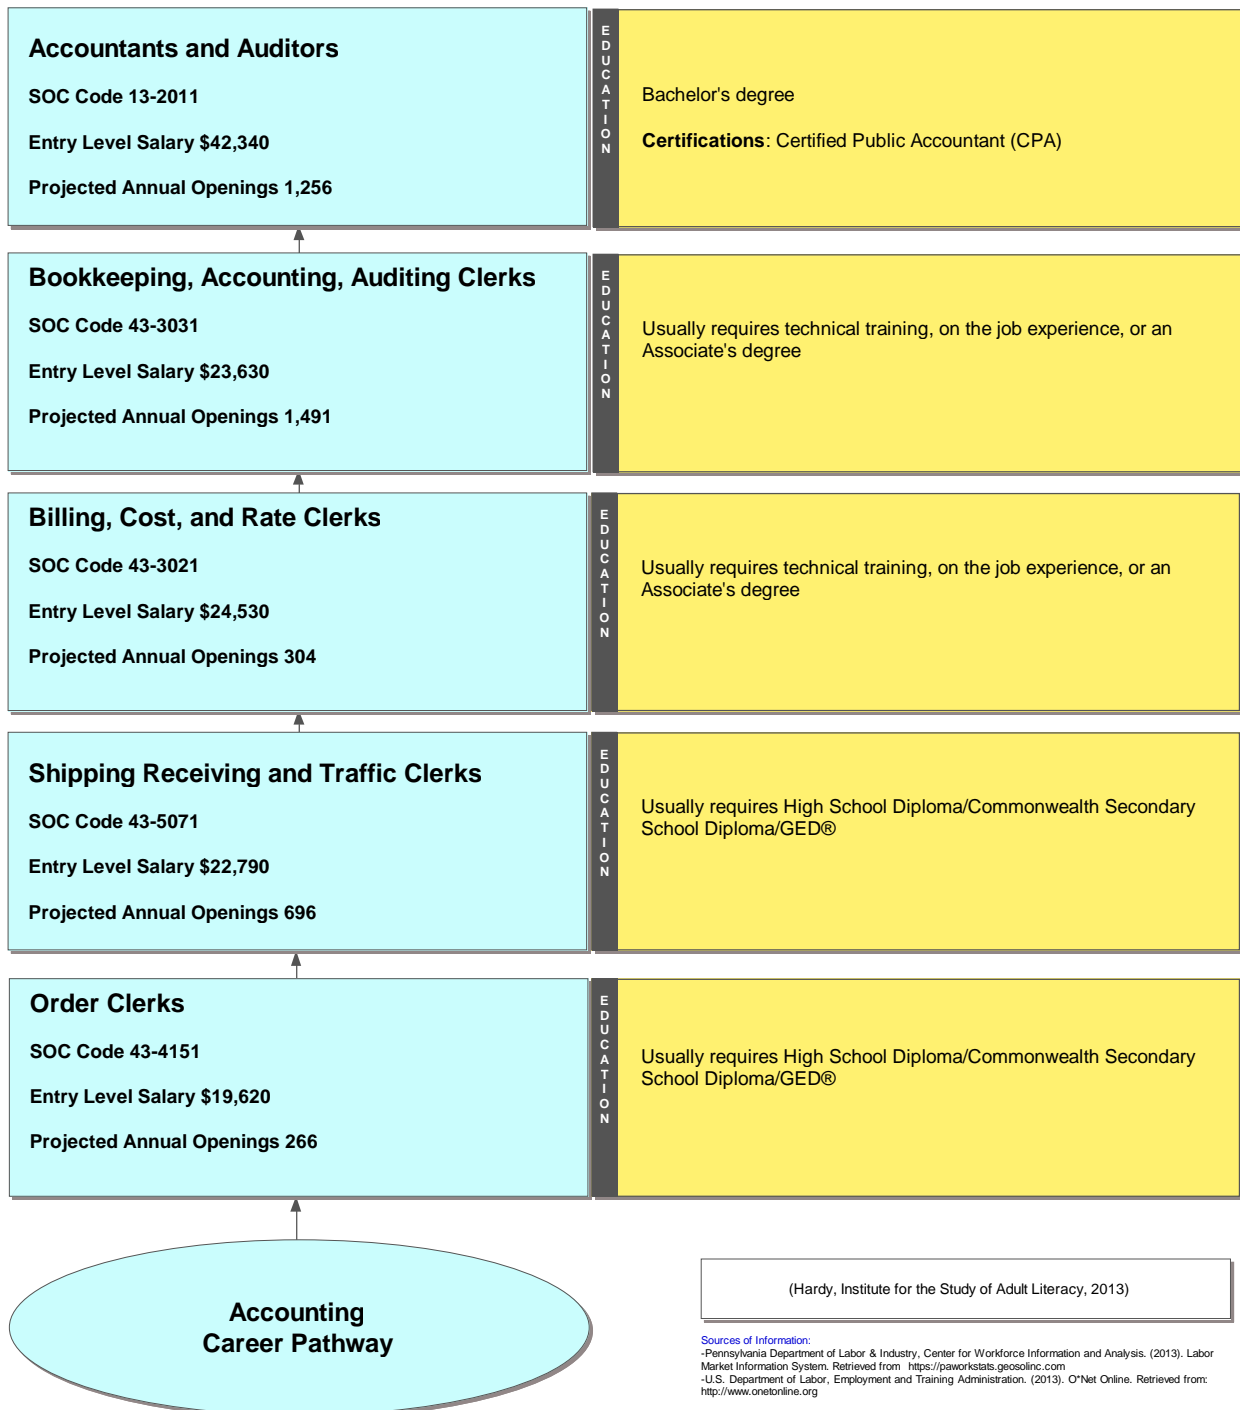 Accountants and Auditors
SOC Code 13-2011
Entry Level Salary $42,340
Projected Annual Openings 1,256
EDUCATION
Bachelor's degree
Certifications: Certified Public Accountant (CPA)
Bookkeeping, Accounting, Auditing Clerks
SOC Code 43-3031
Entry Level Salary $23,630
Projected Annual Openings 1,491
EDUCATION
Usually requires technical training, on the job experience, or an
Associate's degree
Billing, Cost, and Rate Clerks
SOC Code 43-3021
Entry Level Salary $24,530
Projected Annual Openings 304
EDUCATION
Usually requires technical training, on the job experience, or an
Associate's degree
Shipping Receiving and Traffic Clerks
SOC Code 43-5071
Entry Level Salary $22,790
Projected Annual Openings 696
EDUCATION
Usually requires High School Diploma/Commonwealth Secondary
School Diploma/GED®
Order Clerks
SOC Code 43-4151
Entry Level Salary $19,620
Projected Annual Openings 266
EDUCATION
Usually requires High School Diploma/Commonwealth Secondary
School Diploma/GED®
Accounting
Career Pathway
(Hardy, Institute for the Study of Adult Literacy, 2013)
Sources of Information:
-Pennsylvania Department of Labor & Industry, Center for Workforce Information and Analysis. (2013). Labor
Market Information System. Retrieved from https://paworkstats.geosolinc.com
-U.S. Department of Labor, Employment and Training Administration. (2013). O*Net Online. Retrieved from:
http://www.onetonline.org